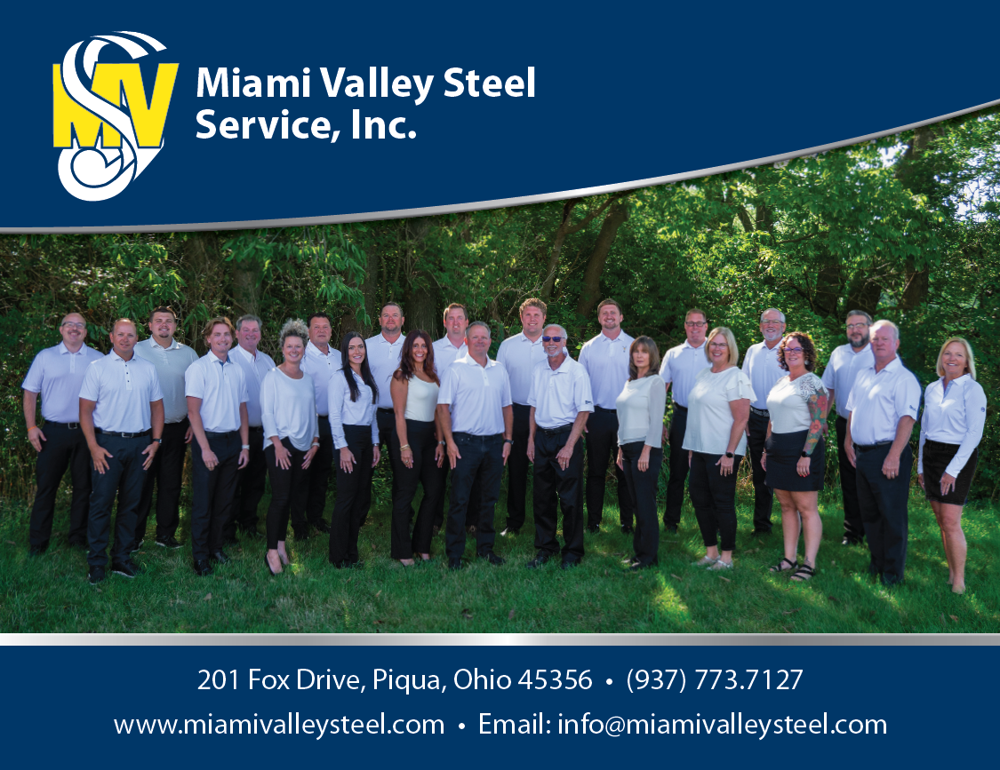 MVS
Miami Valley Steel
Service, Inc.
201 Fox Drive, Piqua, Ohio 45356 • (937) 773.7127
www.miamivalleysteel.com • Email: info@miamivalleysteel.com